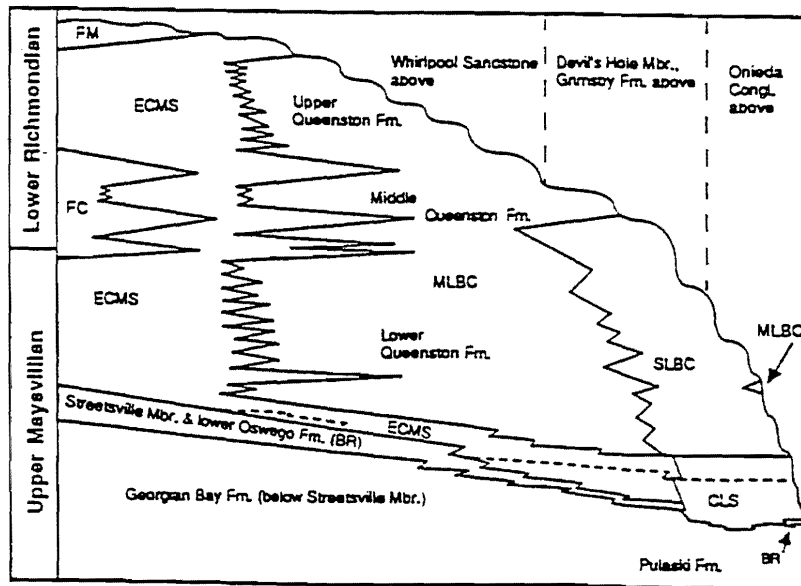 Lower Richmondian
Upper Maysvillian
FM
ECMS
FC
ECMS
Upper
Queenston Fm.
Middle
Queenston Fm.
MLBC
Lower
Queenston Fm.
Whirlpool Sandstone
above
Devil's Hole Mbr.,
Grimsby Fm. above
Onieda
Congl.
above
MLBC
SLBC
ECMS
Streetsville Mbr. & lower Oswego Fm. (BR)
Georgian Bay Fm. (below Streetsville Mbr.)
CLS
BR
Pulaski Fm.